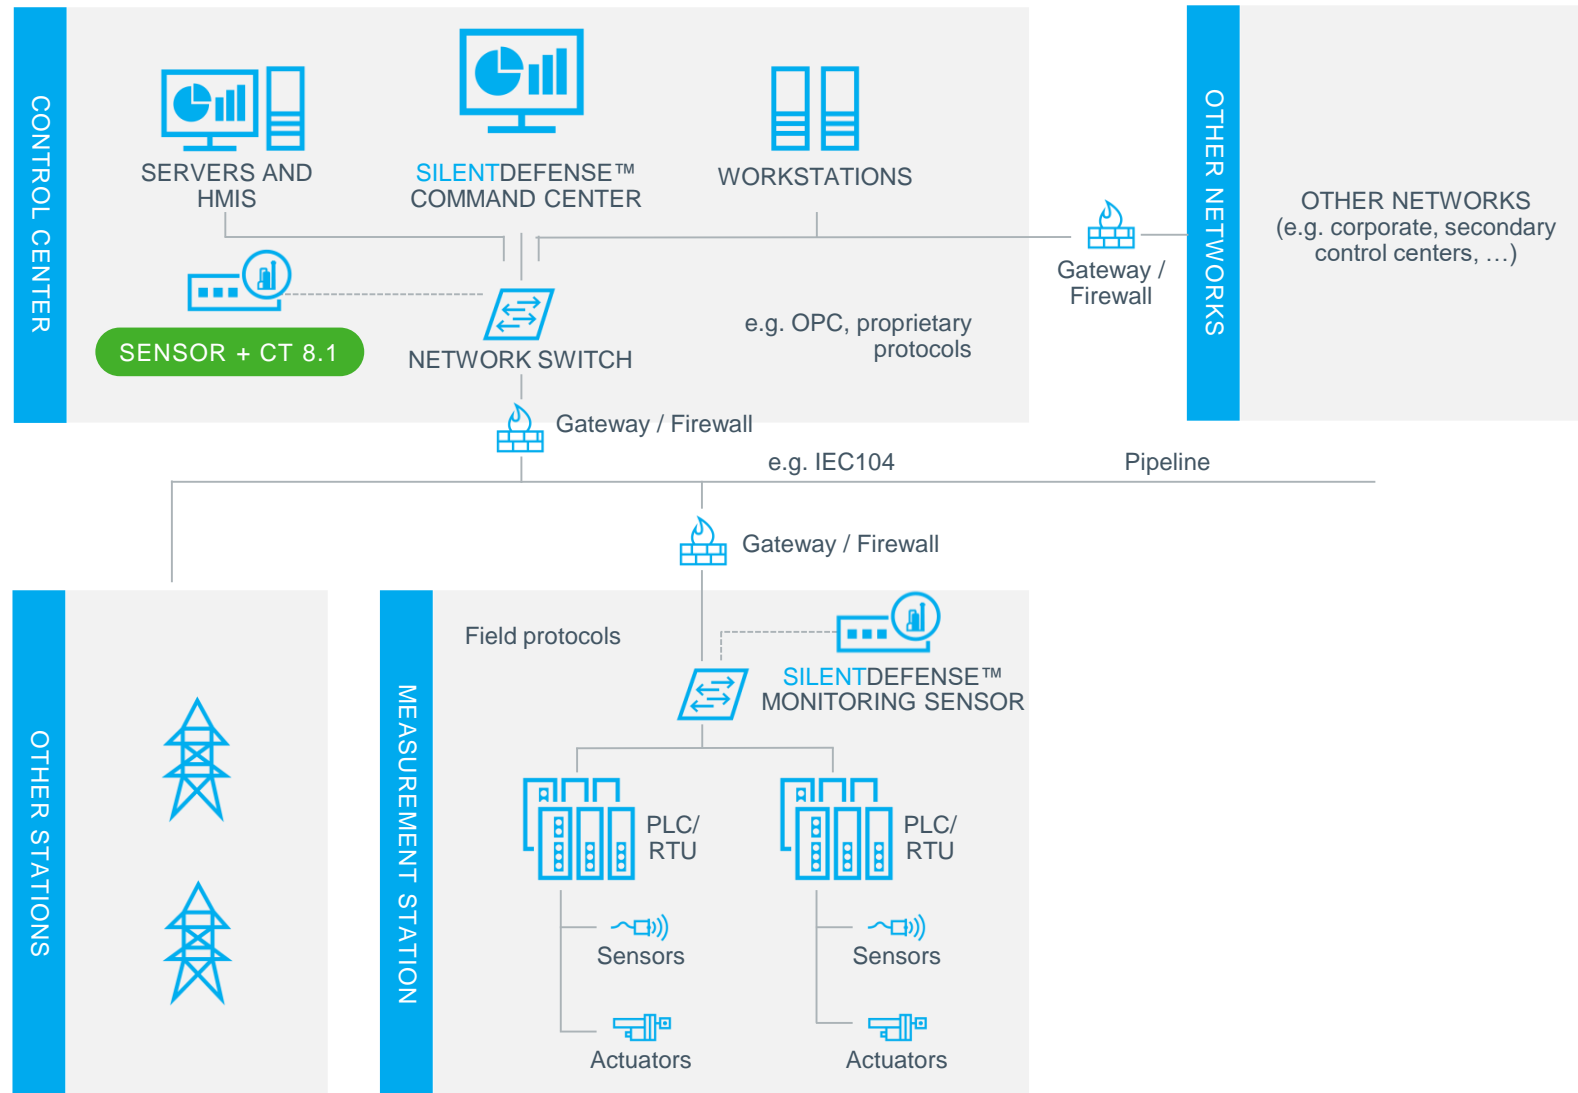 CONTROL CENTER
SERVERS AND
HMIS
SILENTDEFENSE™
COMMAND CENTER
WORKSTATIONS
SENSOR + CT 8.1
NETWORK SWITCH
e.g. OPC, proprietary
protocols
Gateway /
Firewall
OTHER NETWORKS
OTHER NETWORKS
(e.g. corporate, secondary
control centers, …)
Gateway / Firewall
e.g. IEC104
Pipeline
Gateway / Firewall
OTHER STATIONS
MEASUREMENT STATION
Field protocols
SILENTDEFENSE™
MONITORING SENSOR
PLC/
RTU
PLC/
RTU
Sensors
Sensors
Actuators
Actuators